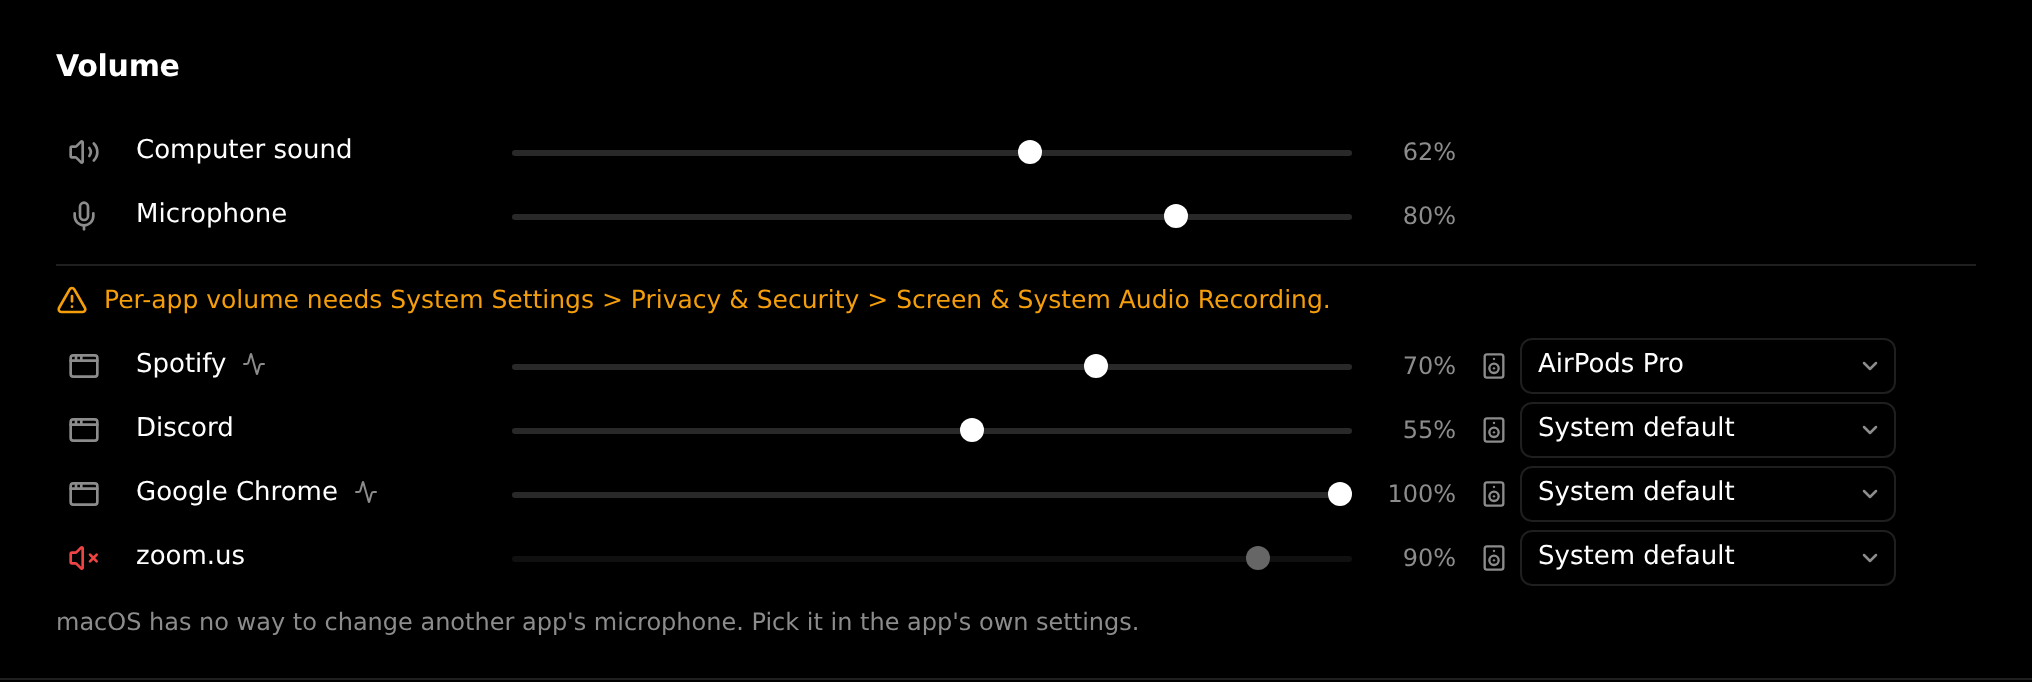 Volume
Computer sound 62%
Microphone 80%
Per-app volume needs System Settings > Privacy & Security > Screen & System Audio Recording.
Spotify 70% AirPods Pro
Discord 55% System default
Google Chrome 100% System default
zoom.us 90% System default
macOS has no way to change another app's microphone. Pick it in the app's own settings.